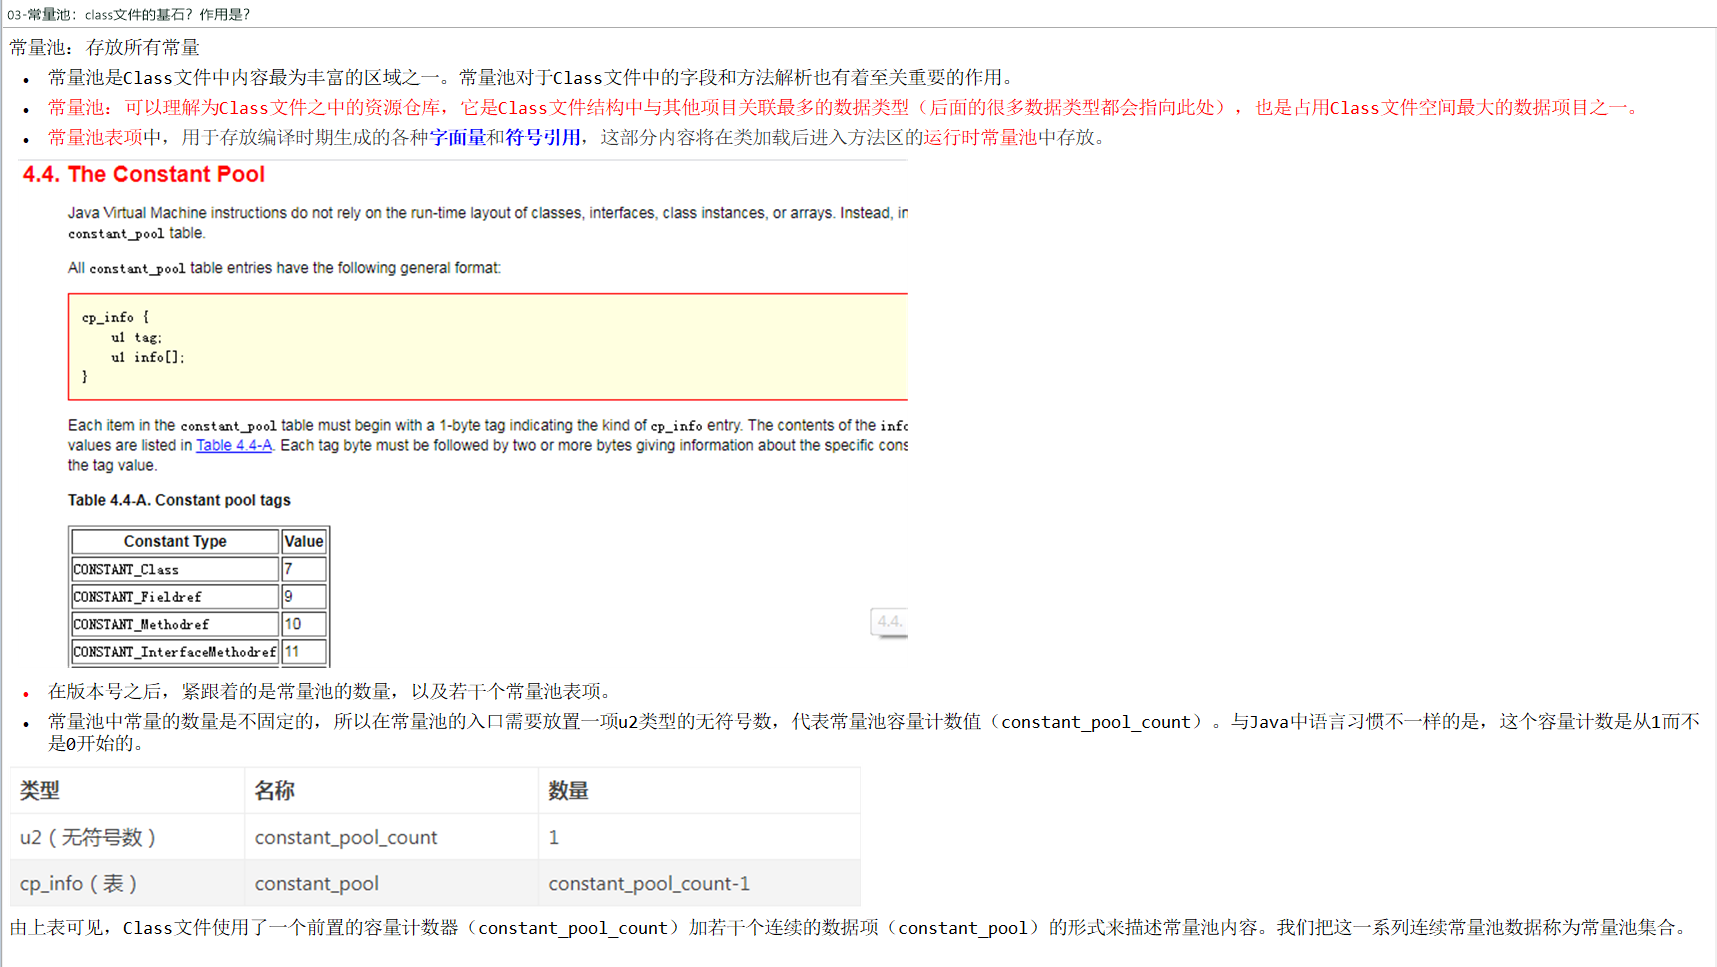 03-常量池：class文件的基石？作用是？
常量池：存放所有常量
• 常量池是Class文件中内容最为丰富的区域之一。常量池对于Class文件中的字段和方法解析也有着至关重要的作用。
• 常量池：可以理解为Class文件之中的资源仓库，它是Class文件结构中与其他项目关联最多的数据类型（后面的很多数据类型都会指向此处），也是占用Class文件空间最大的数据项目之一。
• 常量池表项中，用于存放编译时期生成的各种字面量和符号引用，这部分内容将在类加载后进入方法区的运行时常量池中存放。
4.4. The Constant Pool
Java Virtual Machine instructions do not rely on the run-time layout of classes, interfaces, class instances, or arrays. Instead, in
constant_pool table.
All constant_pool table entries have the following general format:
cp_info {
u1 tag;
u1 info[];
}
Each item in the constant_pool table must begin with a 1-byte tag indicating the kind of cp_info entry. The contents of the info
values are listed in Table 4.4-A. Each tag byte must be followed by two or more bytes giving information about the specific cons
the tag value.
Table 4.4-A. Constant pool tags
Constant Type Value
CONSTANT_Class 7
CONSTANT_Fieldref 9
CONSTANT_Methodref 10
CONSTANT_InterfaceMethodref 11
4.4.
• 在版本号之后，紧跟着的是常量池的数量，以及若干个常量池表项。
• 常量池中常量的数量是不固定的，所以在常量池的入口需要放置一项u2类型的无符号数，代表常量池容量计数值（constant_pool_count）。与Java中语言习惯不一样的是，这个容量计数是从1而不
是0开始的。
类型 名称 数量
u2（无符号数） constant_pool_count 1
cp_info（表） constant_pool constant_pool_count-1
由上表可见，Class文件使用了一个前置的容量计数器（constant_pool_count）加若干个连续的数据项（constant_pool）的形式来描述常量池内容。我们把这一系列连续常量池数据称为常量池集合。